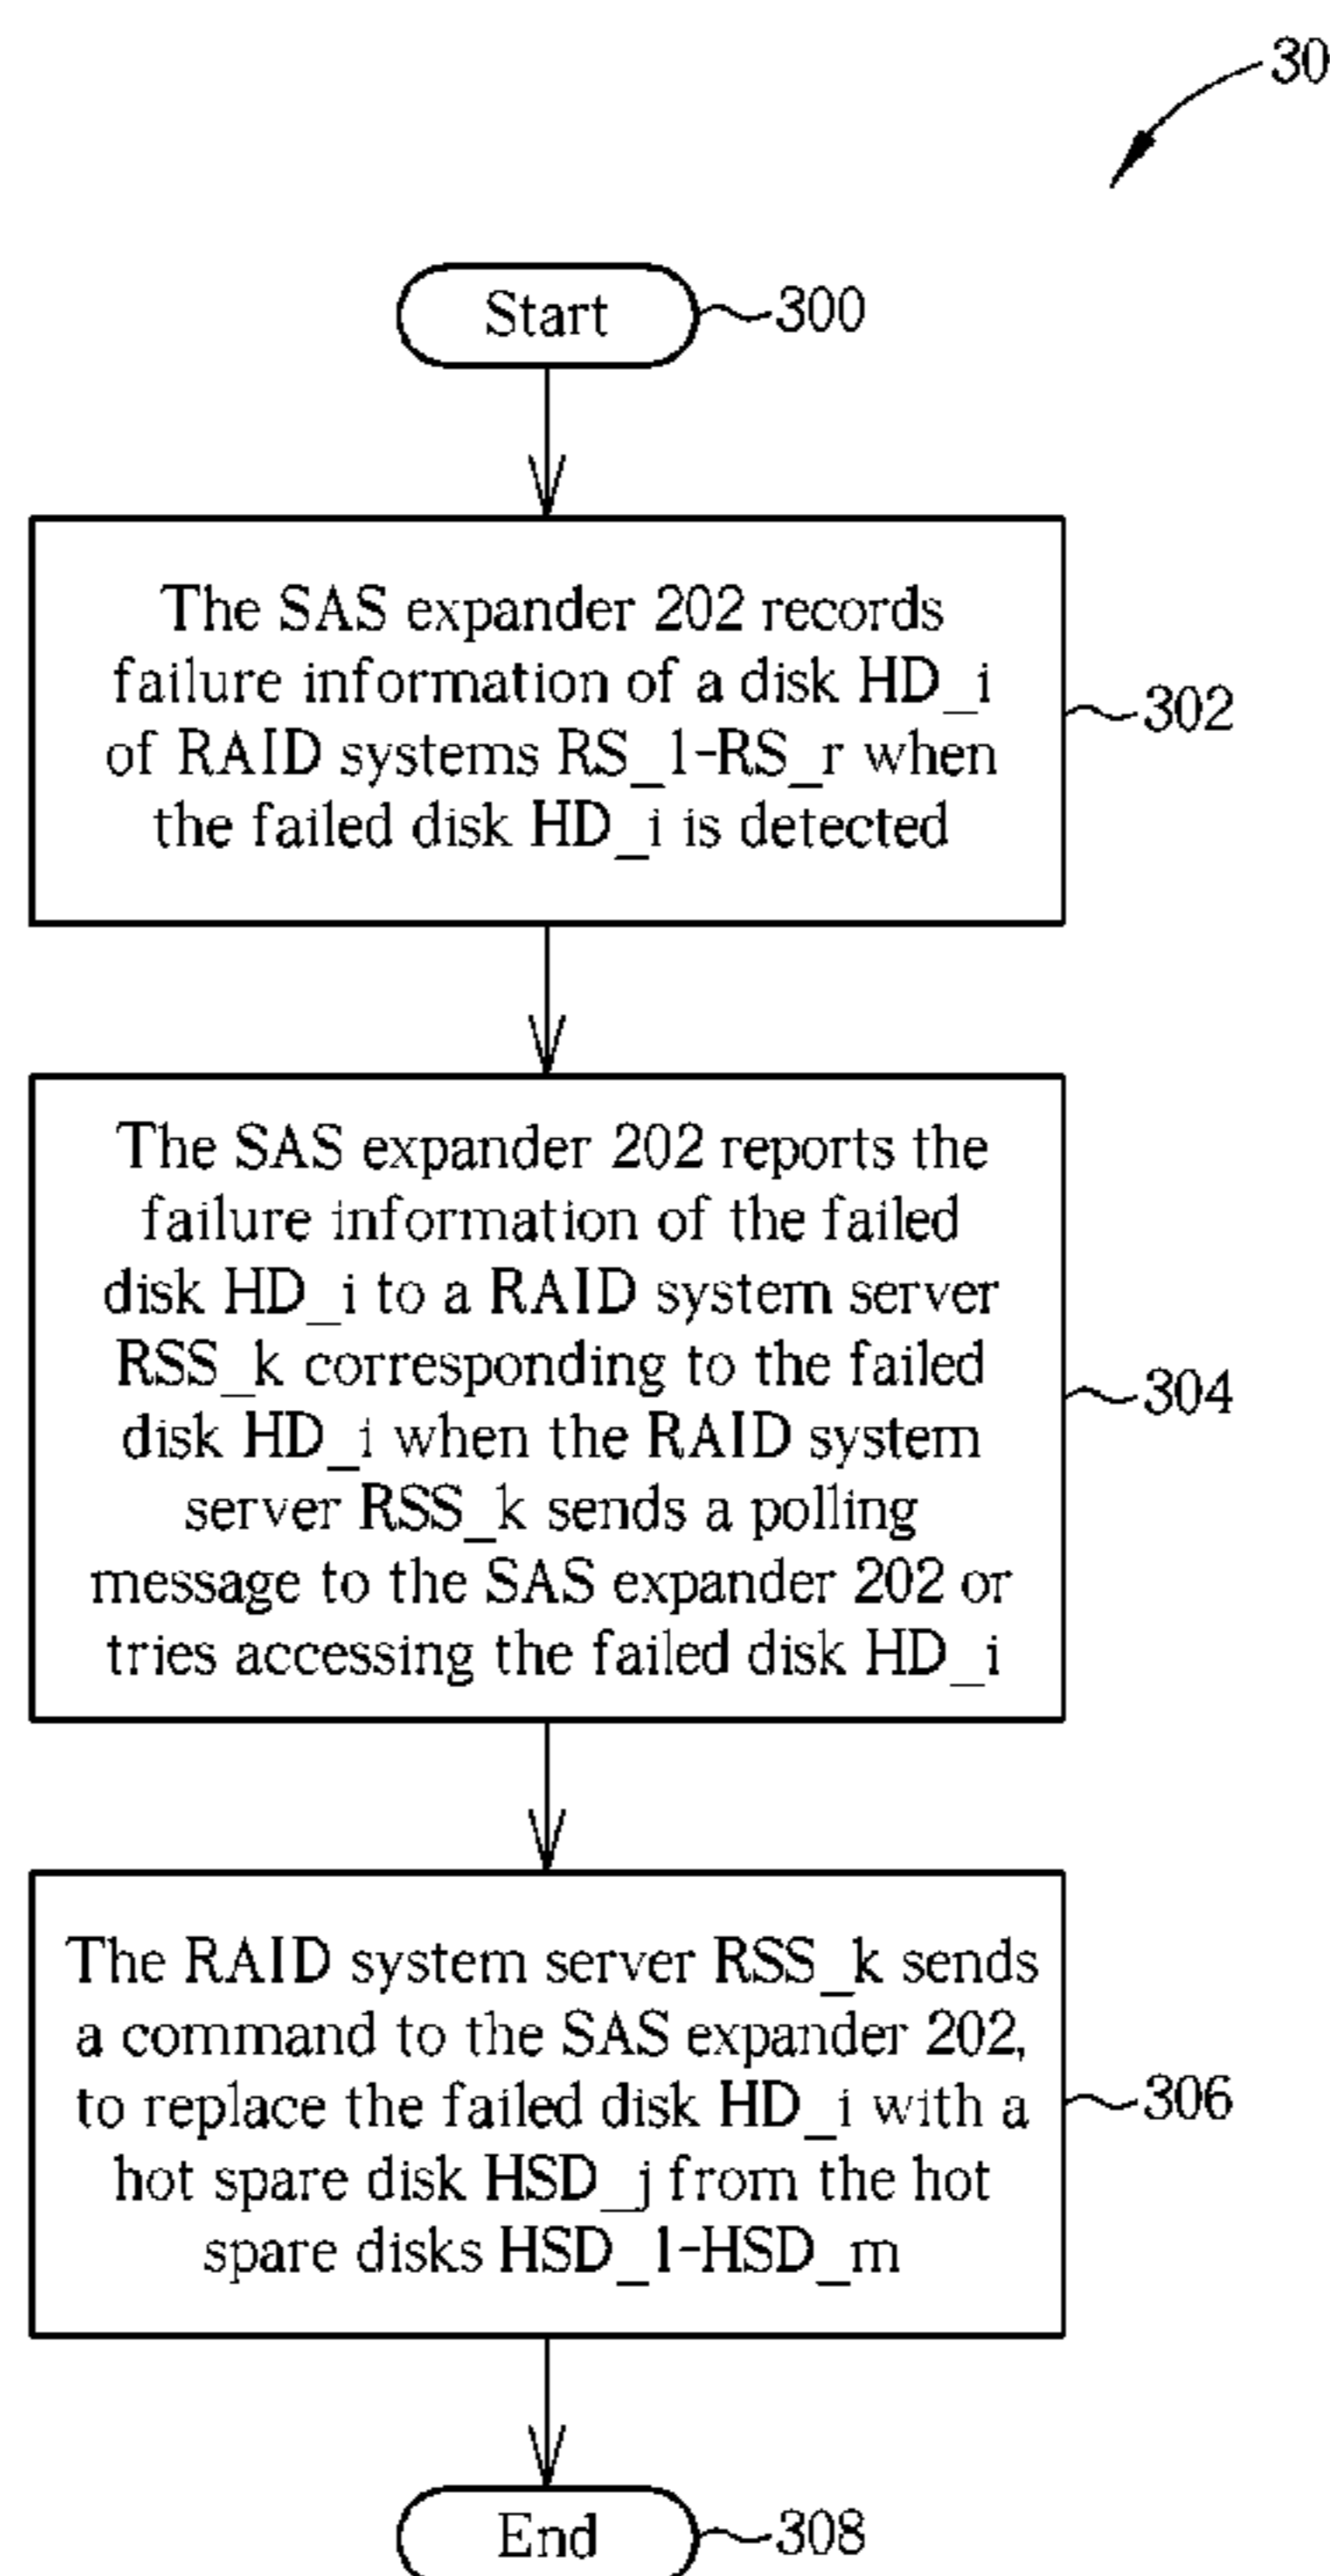 30
Start
300
The SAS expander 202 records
failure information of a disk HD_i
of RAID systems RS_1-RS_r when
the failed disk HD_i is detected
302
The SAS expander 202 reports the
failure information of the failed
disk HD_i to a RAID system server
RSS_k corresponding to the failed
disk HD_i when the RAID system
server RSS_k sends a polling
message to the SAS expander 202 or
tries accessing the failed disk HD_i
304
The RAID system server RSS_k sends
a command to the SAS expander 202,
to replace the failed disk HD_i with a
hot spare disk HSD_j from the hot
spare disks HSD_1-HSD_m
306
End
308